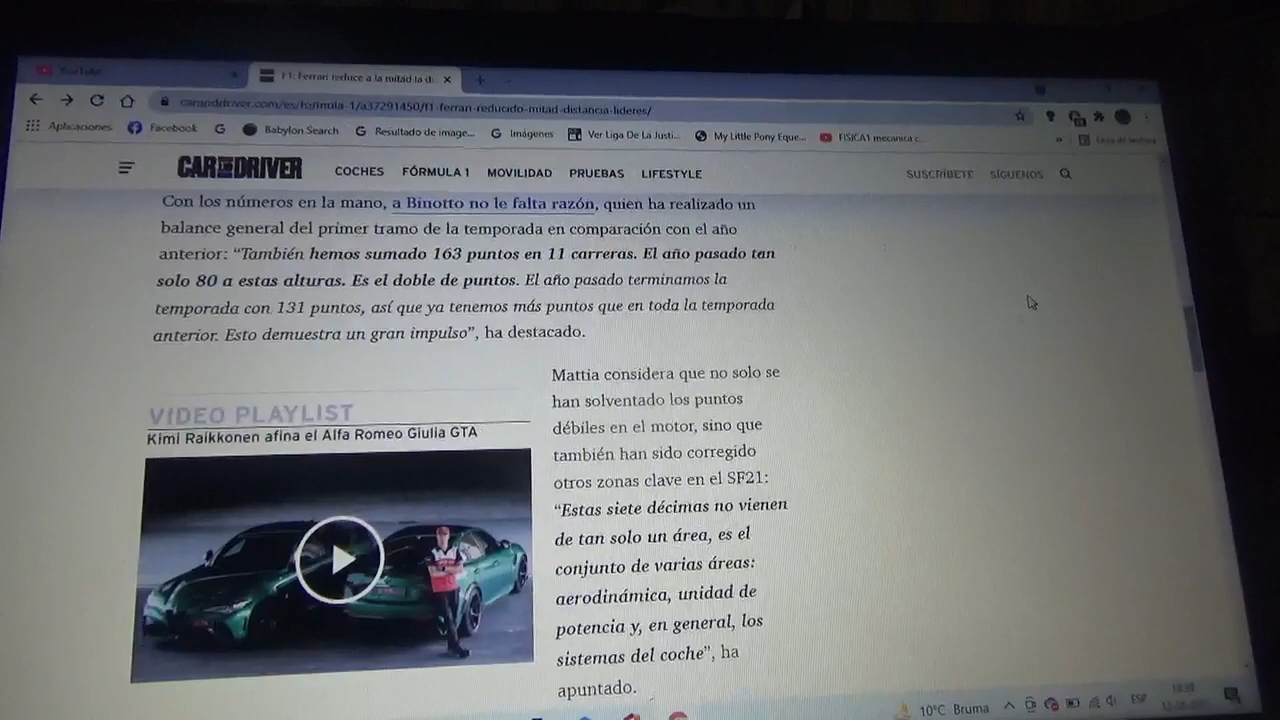 YouTube
F1: Ferrari reduce a la mitad la di
caranddriver.com/es/formula-1/a37291450/f1-ferrari-reducido-mitad-distancia-lideres/
Aplicaciones
Facebook
Babylon Search
Resultado de image...
Imágenes
Ver Liga De La Justi...
My Little Pony Eque...
FISICA1 mecanica c...
»
Lista de lectura
CAR AND DRIVER
COCHES
FÓRMULA 1
MOVILIDAD
PRUEBAS
LIFESTYLE
SUSCRÍBETE
SÍGUENOS
Con los números en la mano, a Binotto no le falta razón, quien ha realizado un
balance general del primer tramo de la temporada en comparación con el año
anterior: “También hemos sumado 163 puntos en 11 carreras. El año pasado tan
solo 80 a estas alturas. Es el doble de puntos. El año pasado terminamos la
temporada con 131 puntos, así que ya tenemos más puntos que en toda la temporada
anterior. Esto demuestra un gran impulso”, ha destacado.
VIDEO PLAYLIST
Kimi Raikkonen afina el Alfa Romeo Giulia GTA
Mattia considera que no solo se
han solventado los puntos
débiles en el motor, sino que
también han sido corregido
otros zonas clave en el SF21:
“Estas siete décimas no vienen
de tan solo un área, es el
conjunto de varias áreas:
aerodinámica, unidad de
potencia y, en general, los
sistemas del coche”, ha
apuntado.
10°C Bruma
ESP